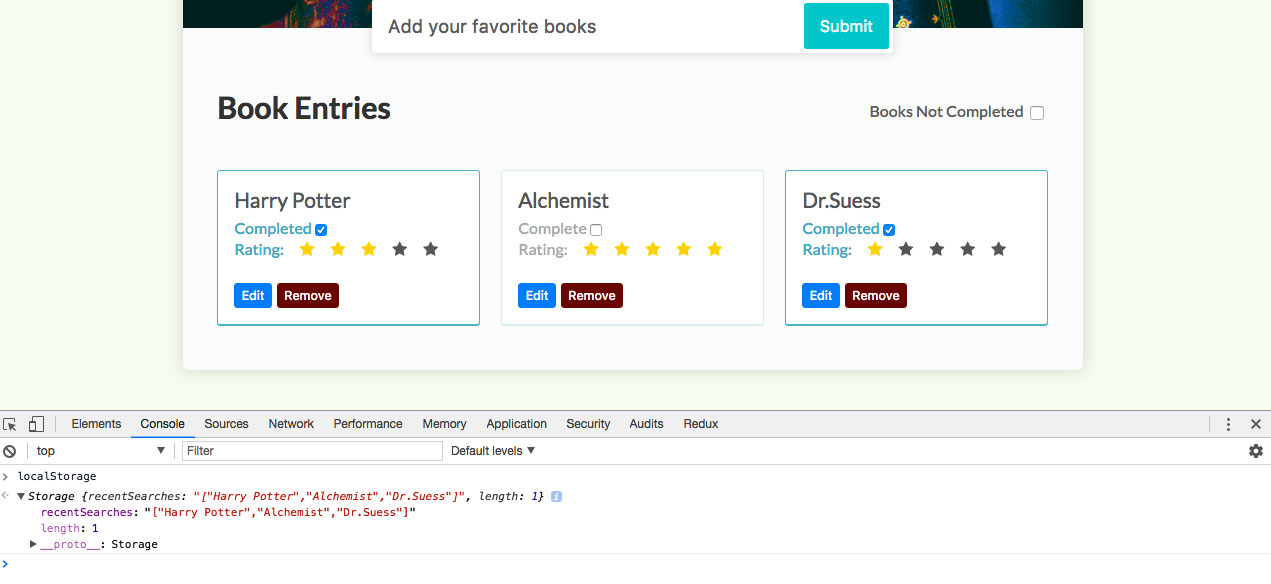 Add your favorite books Submit
Book Entries
Books Not Completed
Harry Potter
Completed
Rating:
Edit Remove
Alchemist
Complete
Rating:
Edit Remove
Dr.Suess
Completed
Rating:
Edit Remove
Elements Console Sources Network Performance Memory Application Security Audits Redux
top Filter Default levels
localStorage
Storage {recentSearches: "["Harry Potter","Alchemist","Dr.Suess"]", length: 1}
recentSearches: "["Harry Potter","Alchemist","Dr.Suess"]"
length: 1
__proto__: Storage